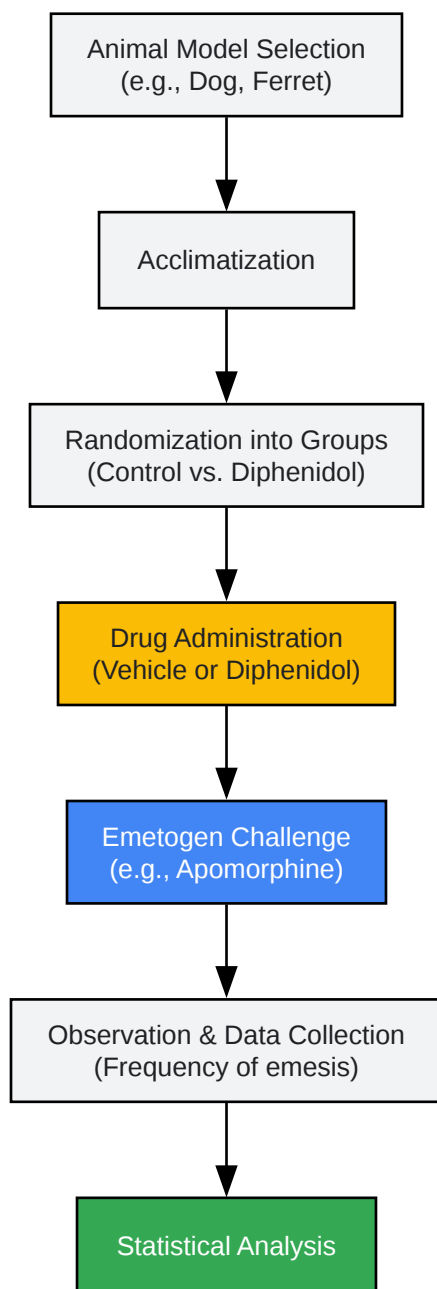 Animal Model Selection
(e.g., Dog, Ferret)
Acclimatization
Randomization into Groups
(Control vs. Diphenidol)
Drug Administration
(Vehicle or Diphenidol)
Emetogen Challenge
(e.g., Apomorphine)
Observation & Data Collection
(Frequency of emesis)
Statistical Analysis